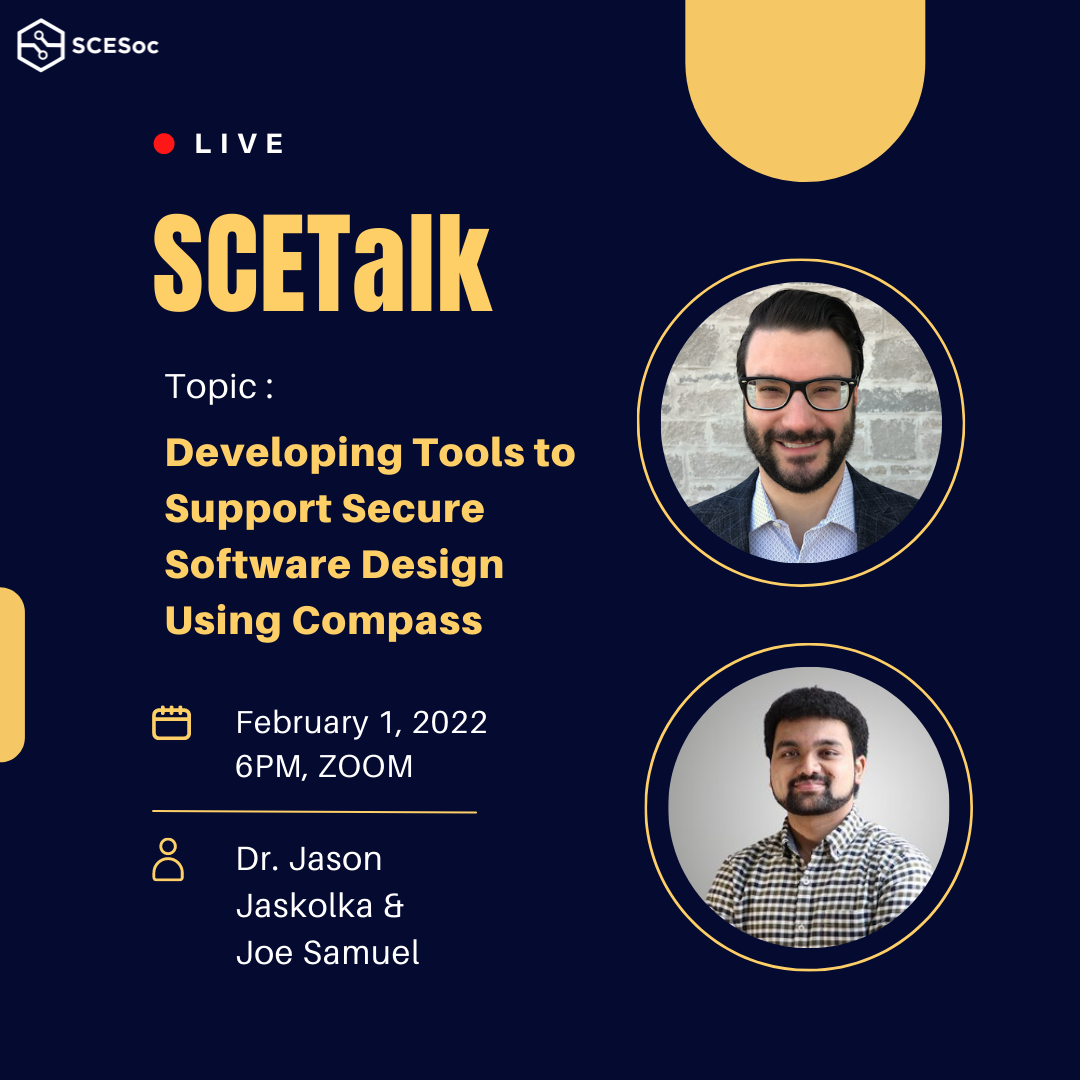 SCESoc
LIVE
SCETalk
Topic :
Developing Tools to
Support Secure
Software Design
Using Compass
February 1, 2022
6PM, ZOOM
Dr. Jason
Jaskolka &
Joe Samuel